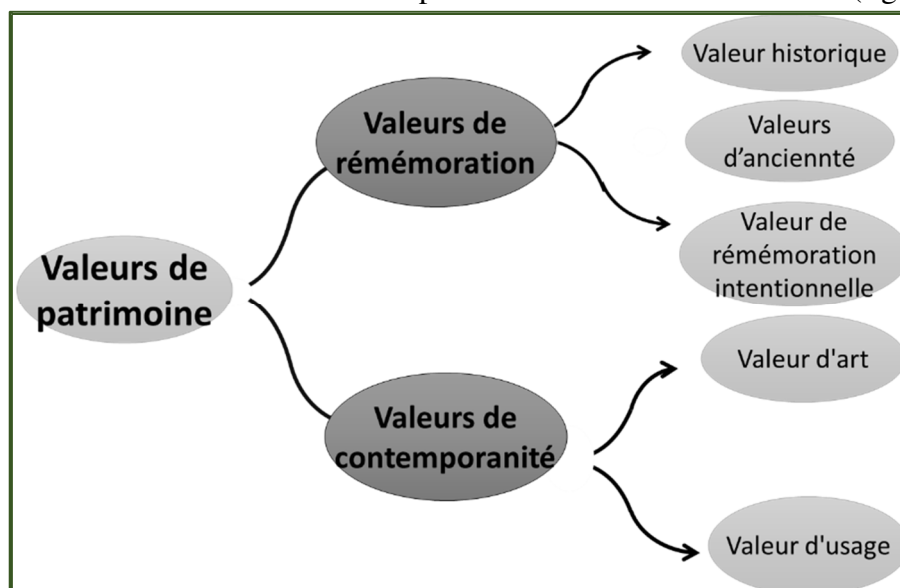 Valeur historique
Valeurs de
rémémoration
Valeurs
d'anciennté
Valeur de
rémémoration
intentionnelle
Valeurs de
patrimoine
Valeur d'art
Valeurs de
contemporanité
Valeur d'usage